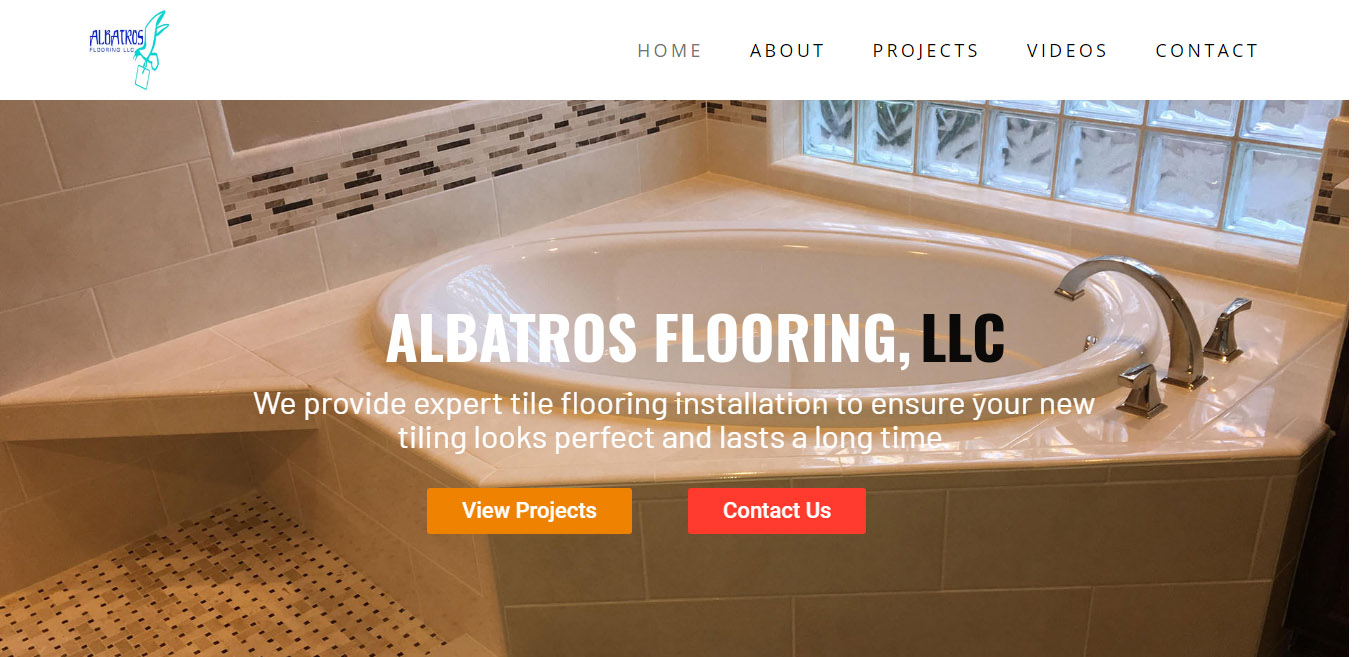 ALBATROS
FLOORING LLC
HOME ABOUT PROJECTS VIDEOS CONTACT
ALBATROS FLOORING, LLC
We provide expert tile flooring installation to ensure your new
tiling looks perfect and lasts a long time
View Projects Contact Us